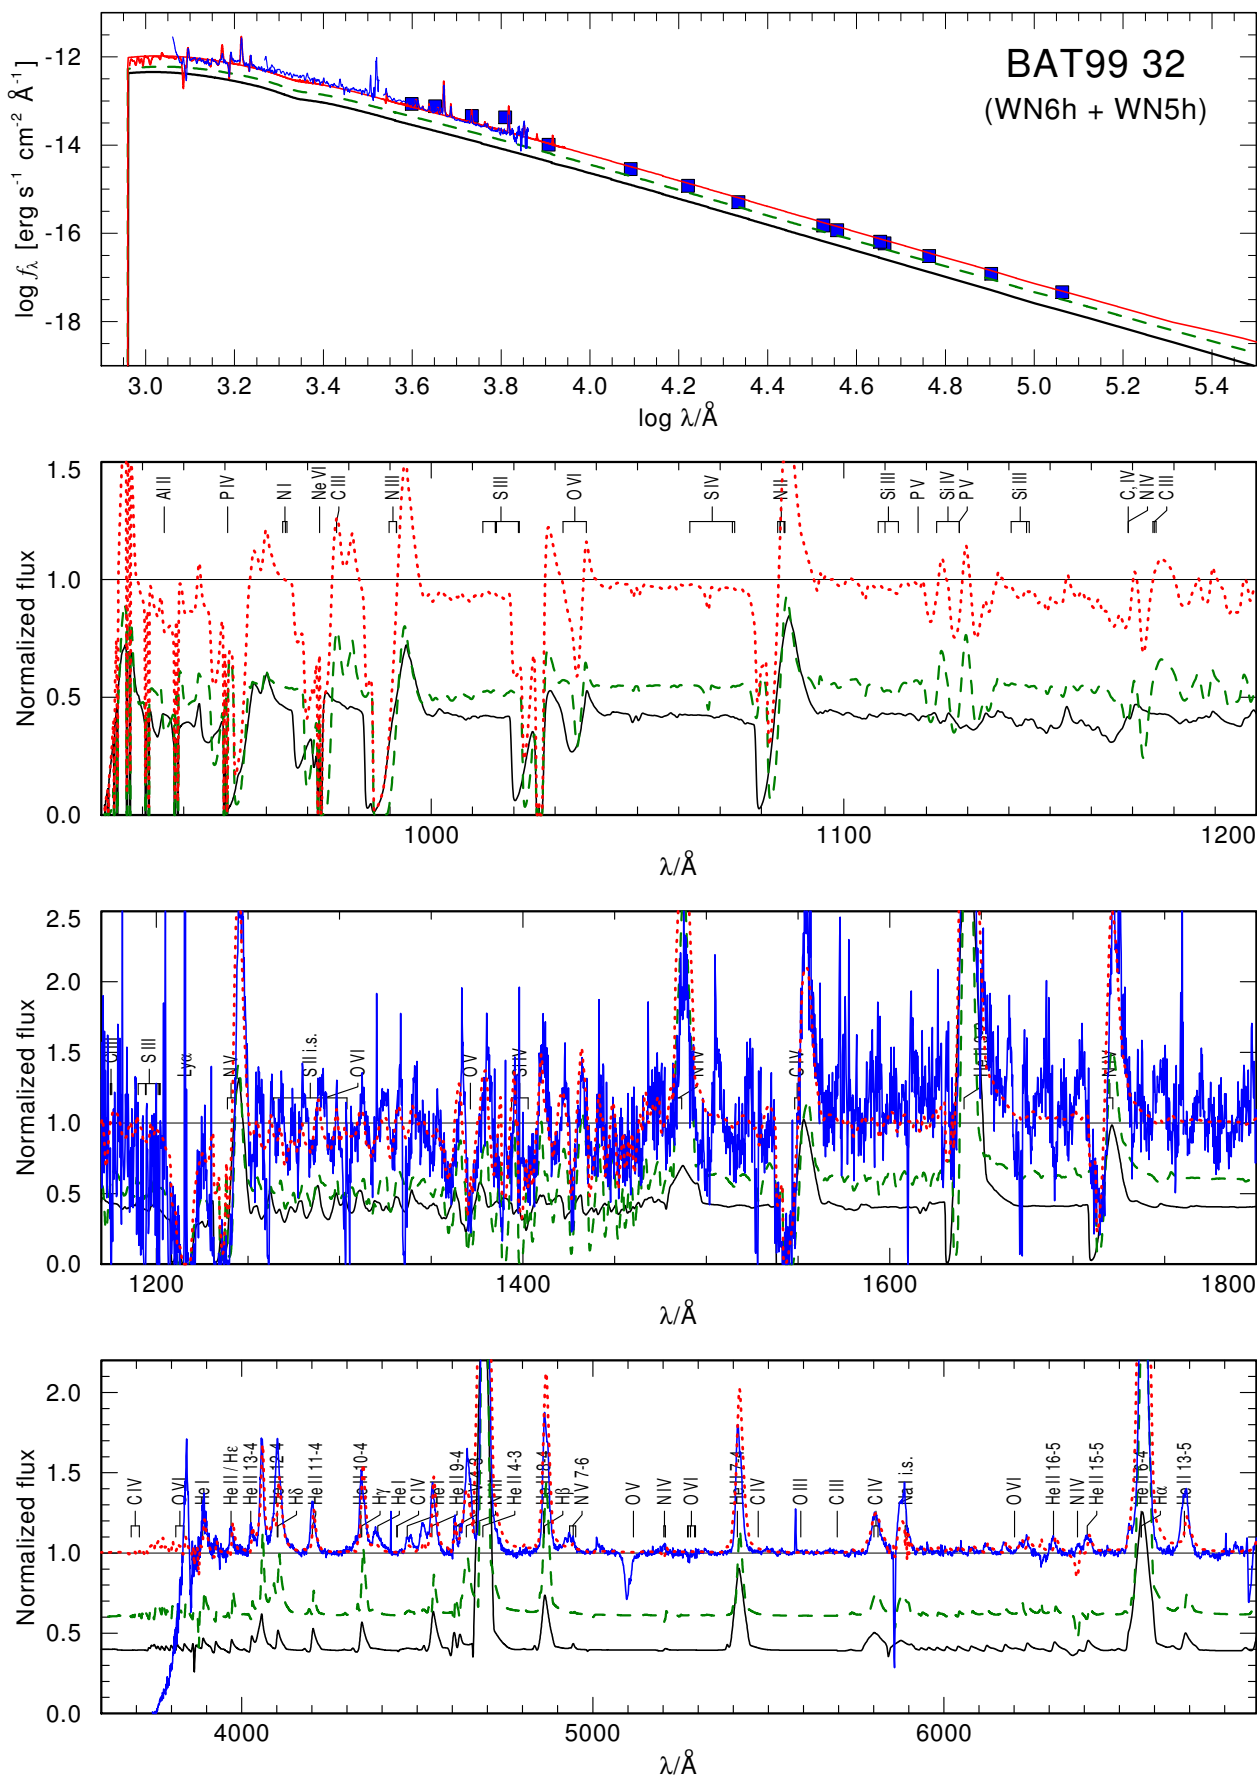 BAT99 32
(WN6h + WN5h)
log fλ [erg s-1 cm-2 Å-1]
-12
-14
-16
-18
3.0 3.2 3.4 3.6 3.8 4.0 4.2 4.4 4.6 4.8 5.0 5.2 5.4
log λ/Å
Normalized flux
1.5
1.0
0.5
0.0
Al II
P IV
N I
Ne VI
C III
N III
S III
O VI
S IV
N II
Si III
P V
Si IV
P V
Si III
C, IV
N IV
C III
1000 1100 1200
λ/Å
Normalized flux
2.5
2.0
1.5
1.0
0.5
0.0
C III
S III
Lyα
N V
S II i.s.
O VI
O V
Si IV
N IV
C IV
N IV
1200 1400 1600 1800
λ/Å
Normalized flux
2.0
1.5
1.0
0.5
0.0
C IV
O VI
He I
He II / Hε
He II 13-4
He II 12-4
Hδ
He II 11-4
He II 10-4
Hγ
He I
C IV
He II 9-4
He II 4-3
He II 8-4
Hβ
N V 7-6
O V
N IV
O VI
He II 7-4
C IV
O III
C III
C IV
Na I i.s.
O VI
He II 16-5
N IV
He II 15-5
He II 6-4
Hα
He II 13-5
4000 5000 6000
λ/Å